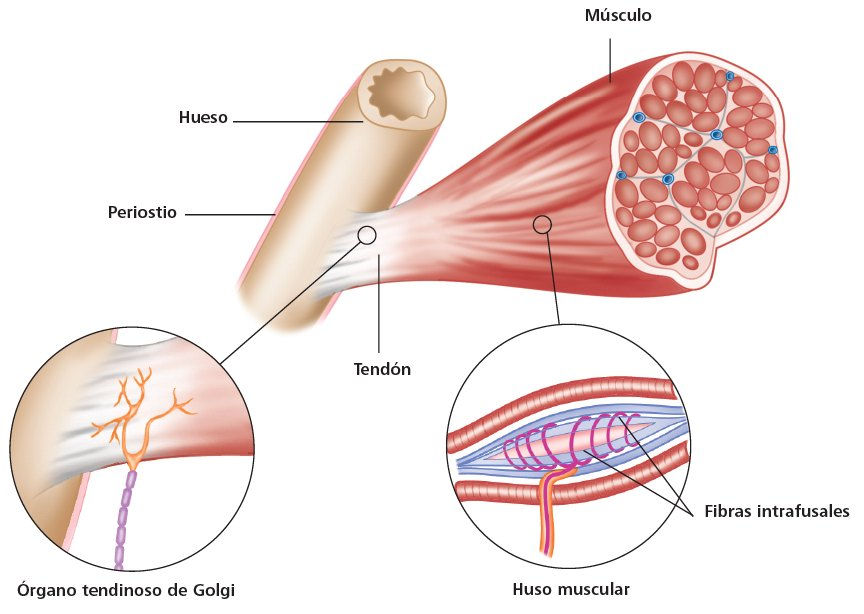 Músculo
Hueso
Periostio
Tendón
Fibras intrafusales
Órgano tendinoso de Golgi
Huso muscular